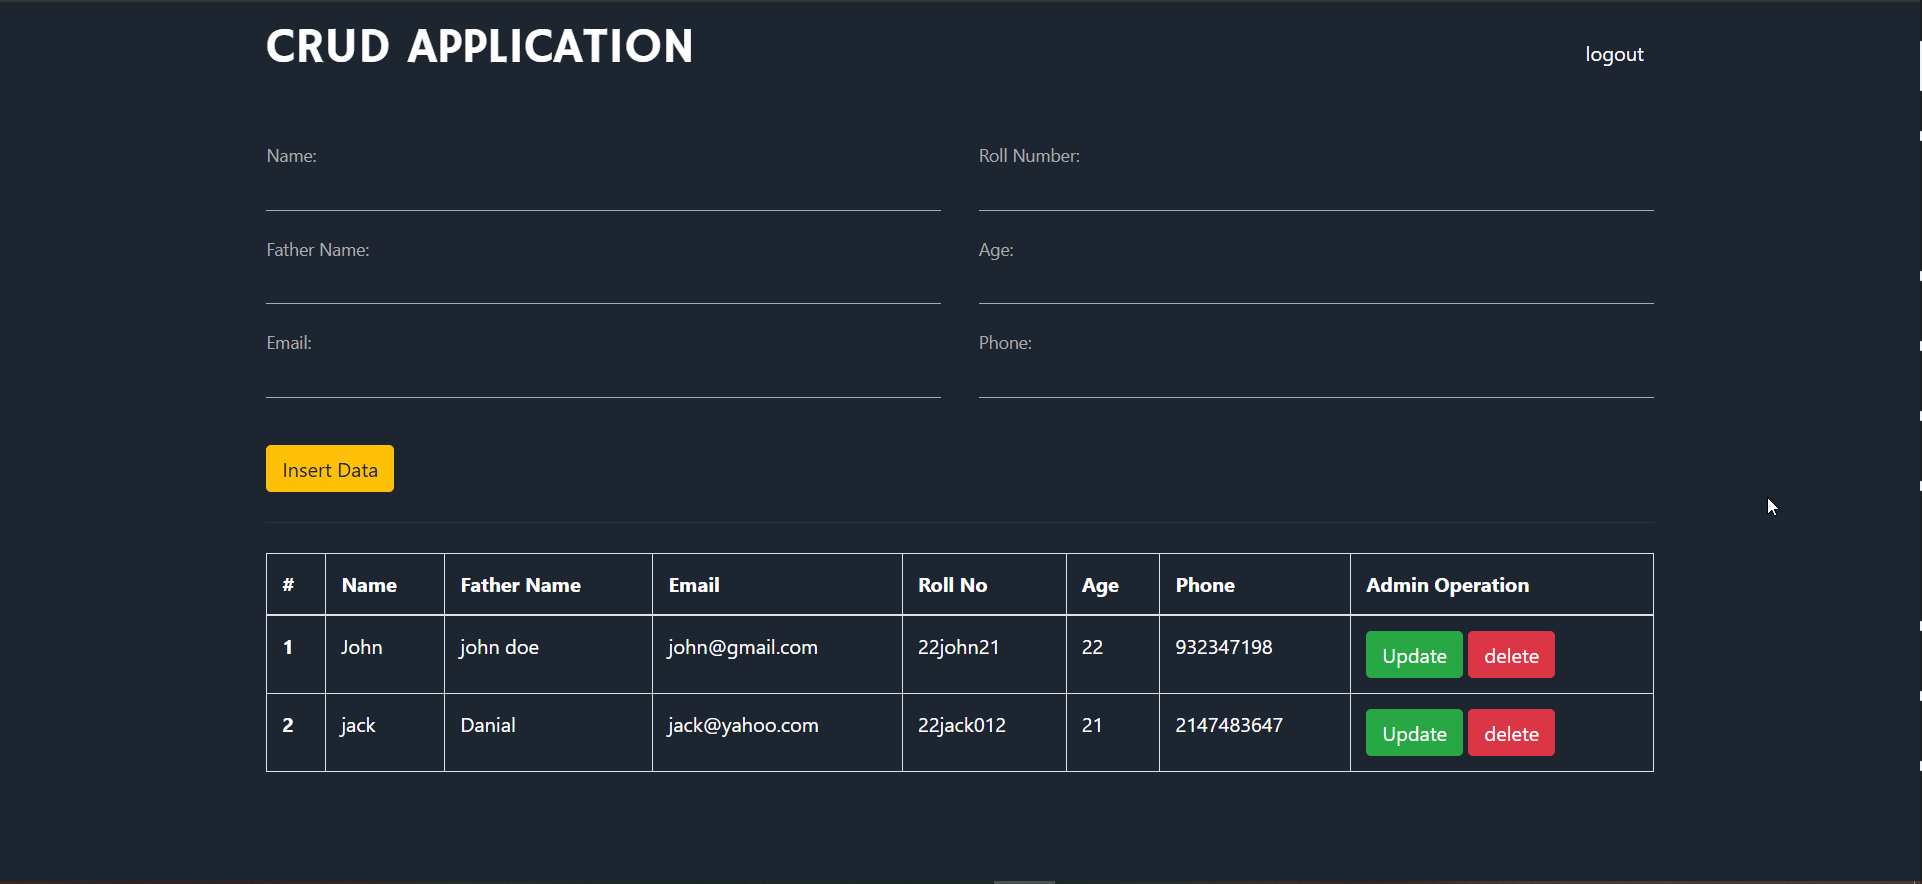 CRUD APPLICATION
logout
Name:
Roll Number:
Father Name:
Age:
Email:
Phone:
Insert Data
# Name Father Name Email Roll No Age Phone Admin Operation
1 John john doe john@gmail.com 22john21 22 932347198 Update delete
2 jack Danial jack@yahoo.com 22jack012 21 2147483647 Update delete